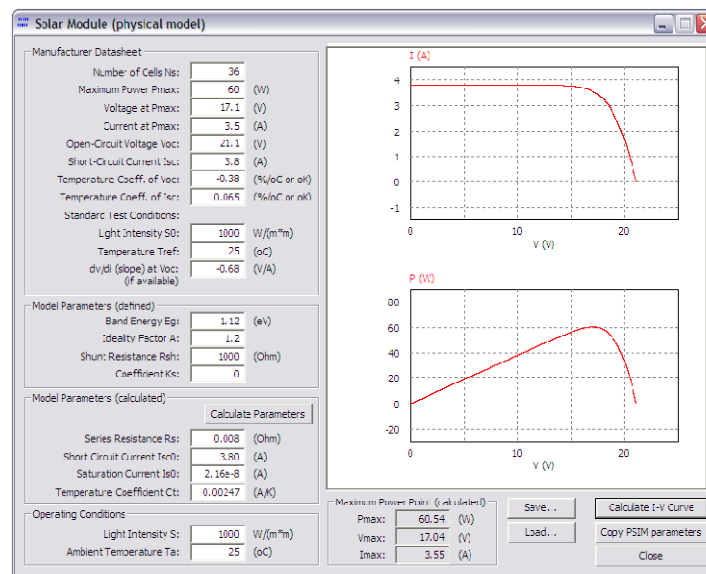 Solar Module (physical model)
Manufacturer Datasheet
Number of Cells Ns: 36
Maximum Power Pmax: 60 (W)
Voltage at Pmax: 17.1 (V)
Current at Pmax: 3.5 (A)
Open-Circuit Voltage Voc: 21.1 (V)
Short-Circuit Current Isc: 3.8 (A)
Temperature Coeff. of Voc: -0.38 (%/oC or oK)
Temperature Coeff. of Isc: 0.065 (%/oC or oK)
Standard Test Conditions:
Light Intensity S0: 1000 W/(m*m)
Temperature Tref: 25 (oC)
dv/di (slope) at Voc: -0.68 (V/A)
(if available)
Model Parameters (defined)
Band Energy Eg: 1.12 (eV)
Ideality Factor A: 1.2
Shunt Resistance Rsh: 1000 (Ohm)
Coefficient Ks: 0
Model Parameters (calculated)
Calculate Parameters
Series Resistance Rs: 0.008 (Ohm)
Short Circuit Current Isc0: 3.80 (A)
Saturation Current Is0: 2.16e-8 (A)
Temperature Coefficient Ct: 0.00247 (A/K)
Operating Conditions
Light Intensity S: 1000 W/(m*m)
Ambient Temperature Ta: 25 (oC)
I (A)
4
3
2
1
0
-1
0 10 20
V (V)
P (W)
80
60
40
20
0
-20
0 10 20
V (V)
Maximum Power Point (calculated)
Pmax: 60.54 (W)
Vmax: 17.04 (V)
Imax: 3.55 (A)
Save. .
Load. .
Calculate I-V Curve
Copy PSIM parameters
Close